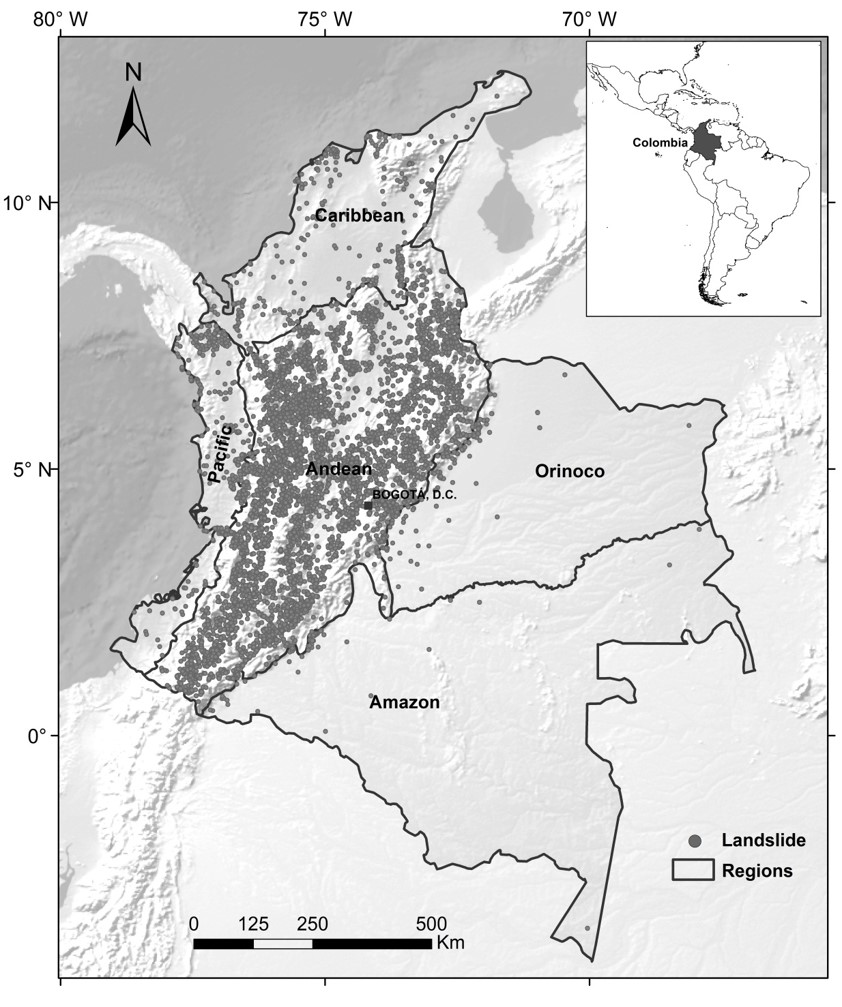 80° W
75° W
70° W
N
Colombia
10° N
Caribbean
Pacific
5° N
Andean
Orinoco
BOGOTÁ, D.C.
Amazon
0°
Landslide
Regions
0 125 250 500
Km